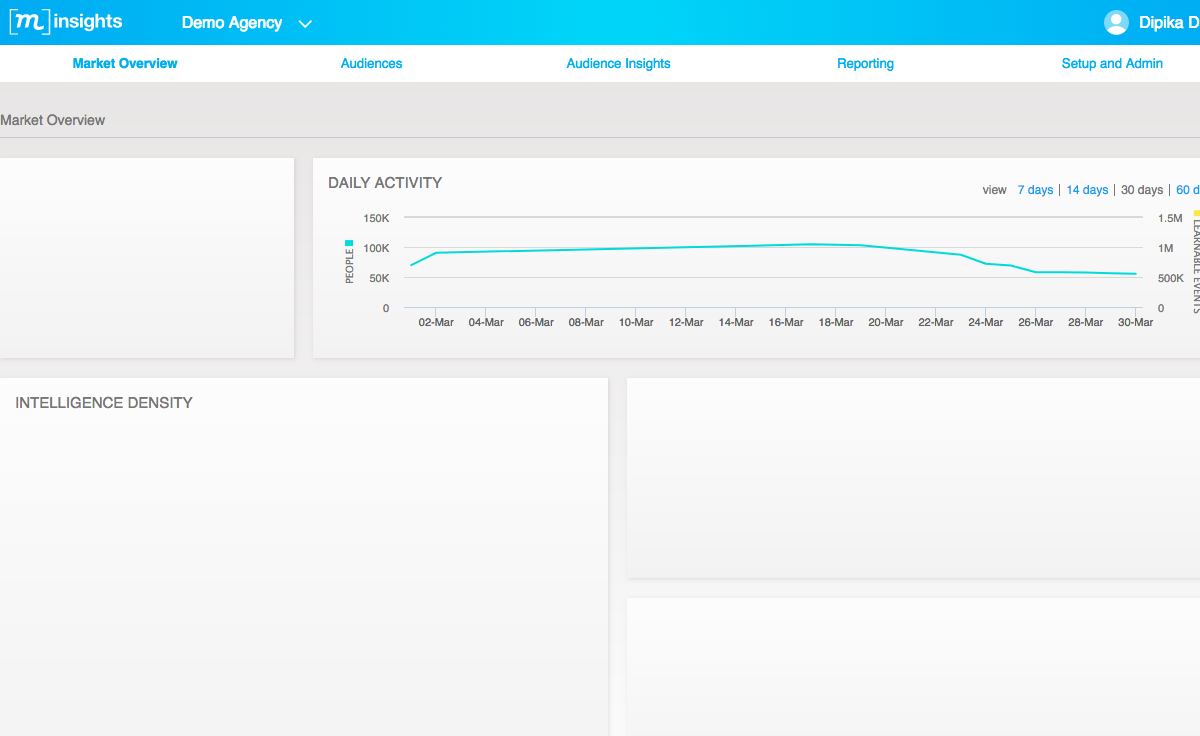 [m] insights
Demo Agency
Dipika D
Market Overview
Audiences
Audience Insights
Reporting
Setup and Admin
Market Overview
DAILY ACTIVITY
view 7 days | 14 days | 30 days | 60 d
PEOPLE
150K
100K
50K
0
1.5M
1M
500K
0
LEARNABLE EVENTS
02-Mar 04-Mar 06-Mar 08-Mar 10-Mar 12-Mar 14-Mar 16-Mar 18-Mar 20-Mar 22-Mar 24-Mar 26-Mar 28-Mar 30-Mar
INTELLIGENCE DENSITY